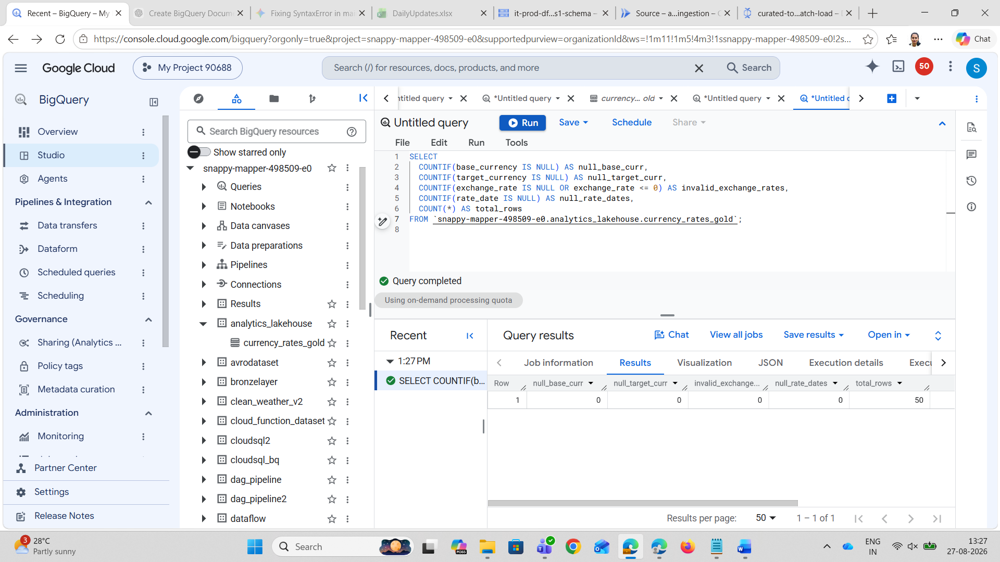 Recent – BigQuery – My
Create BigQuery Docum
Fixing SyntaxError in mai
DailyUpdates.xlsx
it-prod-df...s1-schema –
Source – a...ingestion –
curated-to...atch-load –
https://console.cloud.google.com/bigquery?orgonly=true&project=snappy-mapper-498509-e0&supportedpurview=organizationId&ws=!1m11!1m5!4m3!1ssnappy-mapper-498509-e0!2s...
Chat
Google Cloud
My Project 90688
Search (/) for resources, docs, products, and more
Search
50
S
BigQuery
Overview
Studio
Agents
Pipelines & Integration
Data transfers
Dataform
Scheduled queries
Scheduling
Governance
Sharing (Analytics ...
Policy tags
Metadata curation
Administration
Monitoring
Partner Center
Settings
Release Notes
Search BigQuery resources
Show starred only
snappy-mapper-498509-e0
Queries
Notebooks
Data canvases
Data preparations
Pipelines
Connections
Results
analytics_lakehouse
currency_rates_gold
avrodataset
bronzelayer
clean_weather_v2
cloud_function_dataset
cloudsql2
cloudsql_bq
dag_pipeline
dag_pipeline2
dataflow
ntitled query
*Untitled query
currency... old
*Untitled query
*Untitled
Untitled query
Run
Save
Schedule
Share
File Edit Run Tools
1 SELECT
2 COUNTIF(base_currency IS NULL) AS null_base_curr,
3 COUNTIF(target_currency IS NULL) AS null_target_curr,
4 COUNTIF(exchange_rate IS NULL OR exchange_rate <= 0) AS invalid_exchange_rates,
5 COUNTIF(rate_date IS NULL) AS null_rate_dates,
6 COUNT(*) AS total_rows
7 FROM `snappy-mapper-498509-e0.analytics_lakehouse.currency_rates_gold`;
8
Query completed
Using on-demand processing quota
Recent
1:27 PM
SELECT COUNTIF(b...
Query results
Chat
View all jobs
Save results
Open in
Job information
Results
Visualization
JSON
Execution details
Execu
Row null_base_curr null_target_curr invalid_exchange... null_rate_dates total_rows
1 0 0 0 0 50
Results per page: 50 1 – 1 of 1
3
28°C
Partly sunny
Search
M365
ENG
IN
13:27
27-08-2026